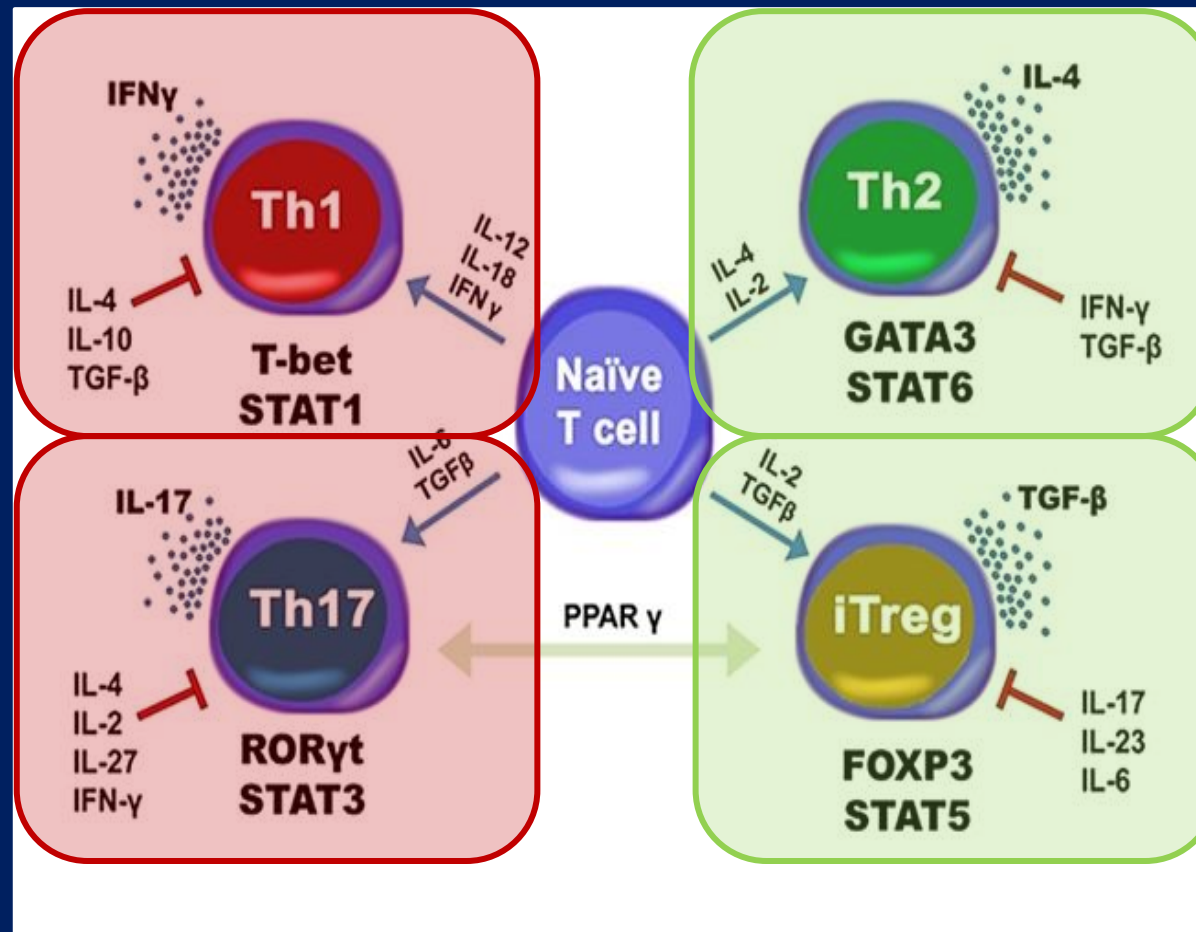 IFNγ
Th1
IL-12
IL-18
IFN γ
IL-4
IL-10
TGF-β
T-bet
STAT1
IL-4
Th2
IL-4
IL-2
IFN-γ
TGF-β
GATA3
STAT6
Naïve
T cell
IL-6
TGFβ
IL-17
Th17
IL-4
IL-2
IL-27
IFN-γ
RORγt
STAT3
PPAR γ
IL-2
TGFβ
TGF-β
iTreg
IL-17
IL-23
IL-6
FOXP3
STAT5